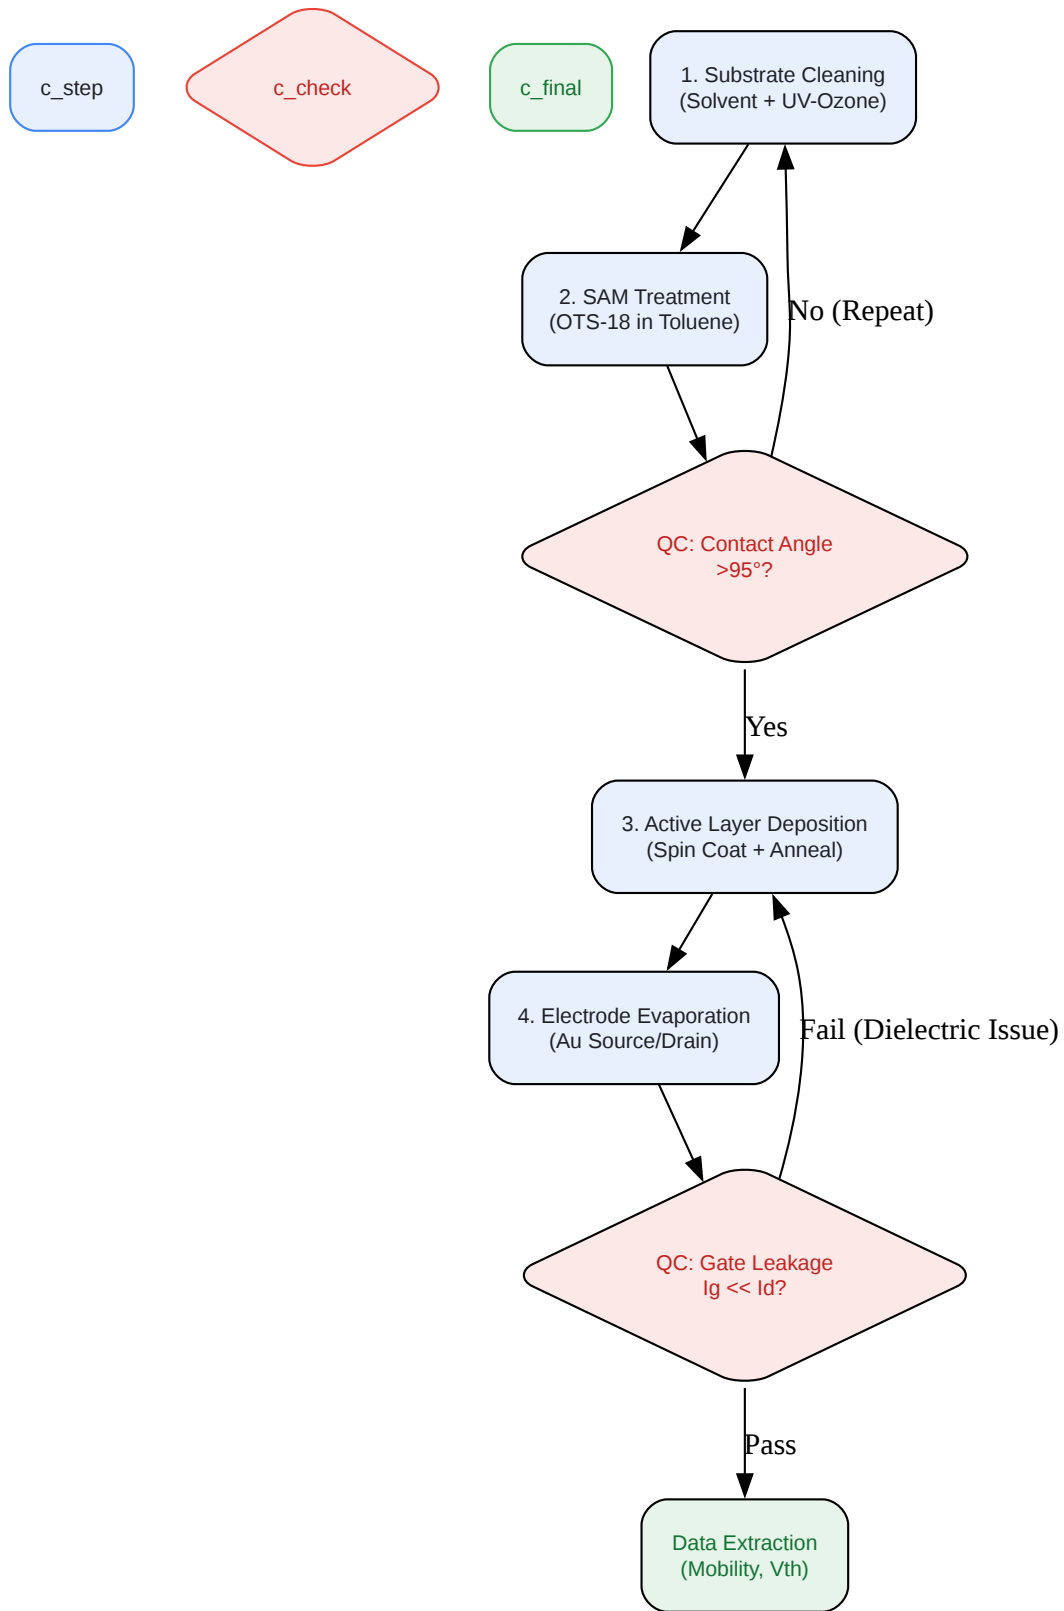 c_step
c_check
c_final
1. Substrate Cleaning
(Solvent + UV-Ozone)
2. SAM Treatment
(OTS-18 in Toluene)
No (Repeat)
QC: Contact Angle
>95°?
Yes
3. Active Layer Deposition
(Spin Coat + Anneal)
4. Electrode Evaporation
(Au Source/Drain)
Fail (Dielectric Issue)
QC: Gate Leakage
Ig << Id?
Pass
Data Extraction
(Mobility, Vth)